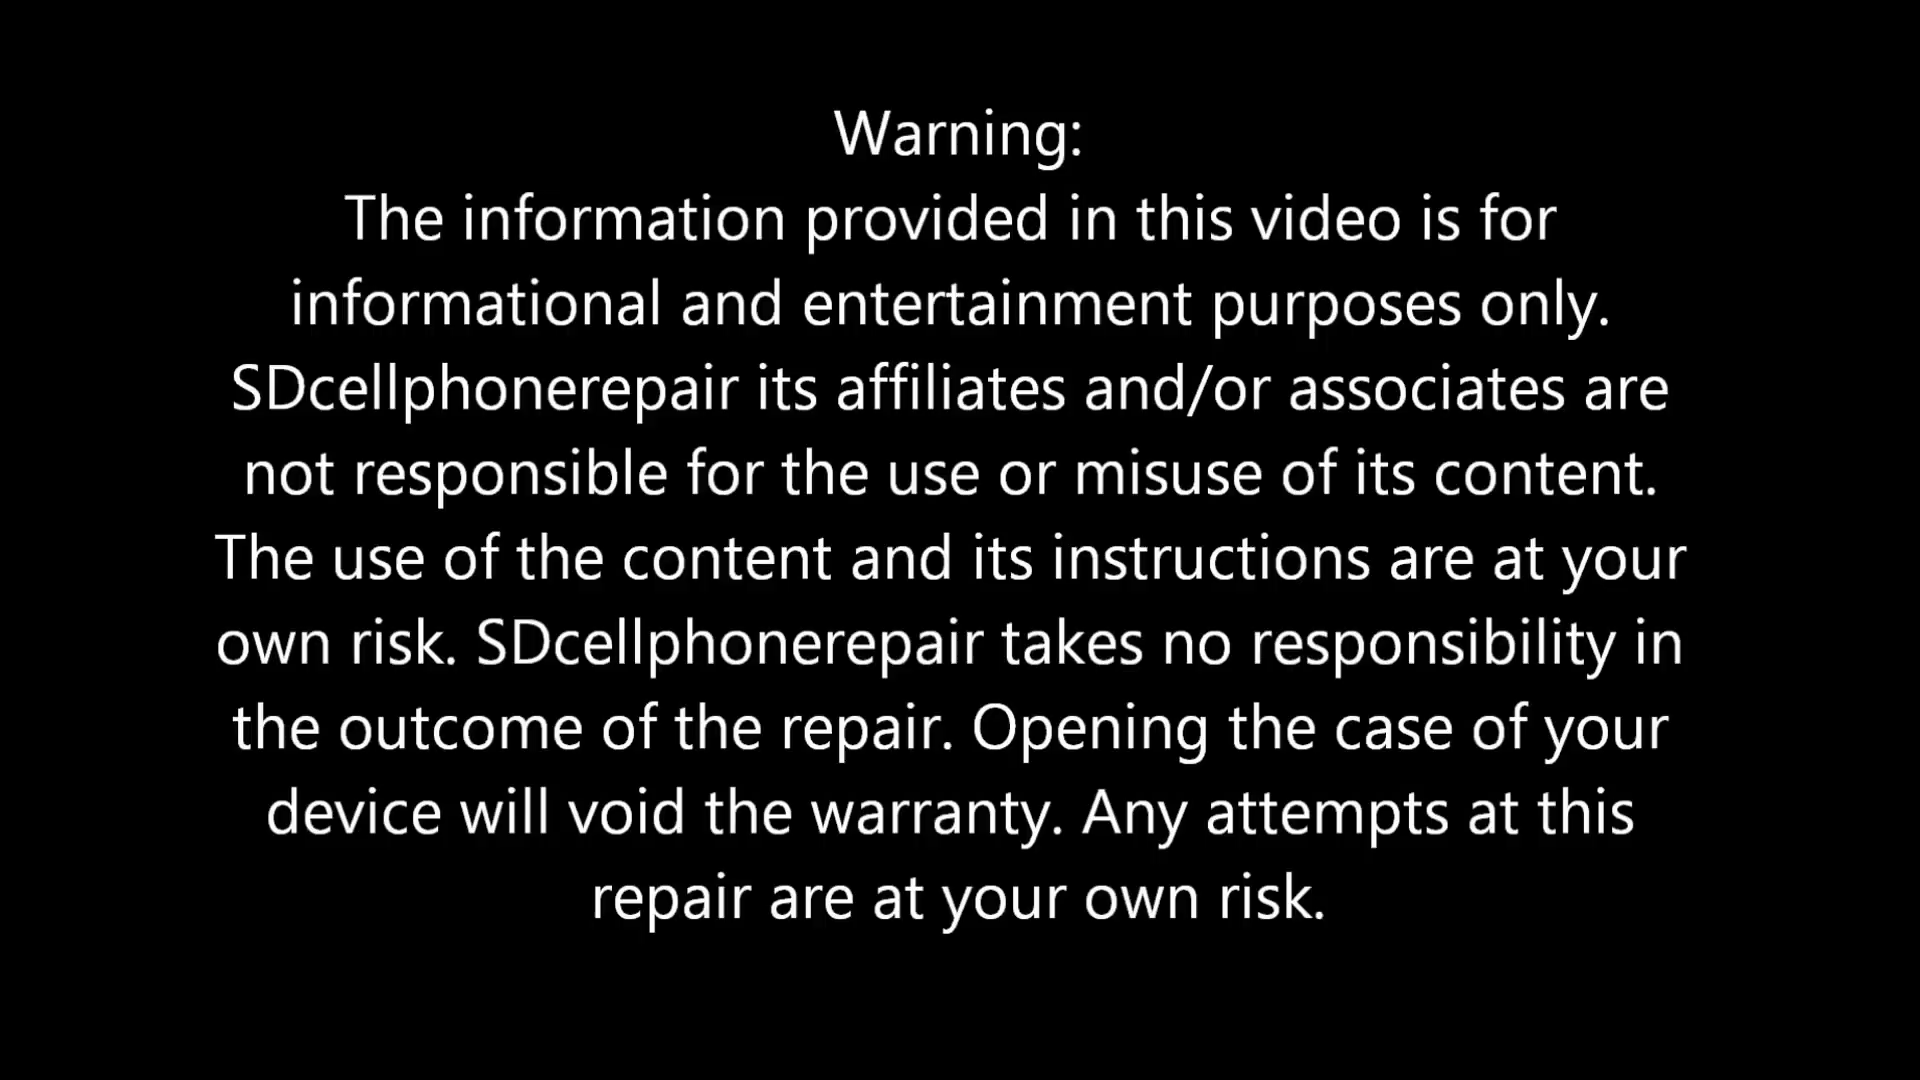 Warning:
The information provided in this video is for
informational and entertainment purposes only.
SDcellphonerepair its affiliates and/or associates are
not responsible for the use or misuse of its content.
The use of the content and its instructions are at your
own risk. SDcellphonerepair takes no responsibility in
the outcome of the repair. Opening the case of your
device will void the warranty. Any attempts at this
repair are at your own risk.